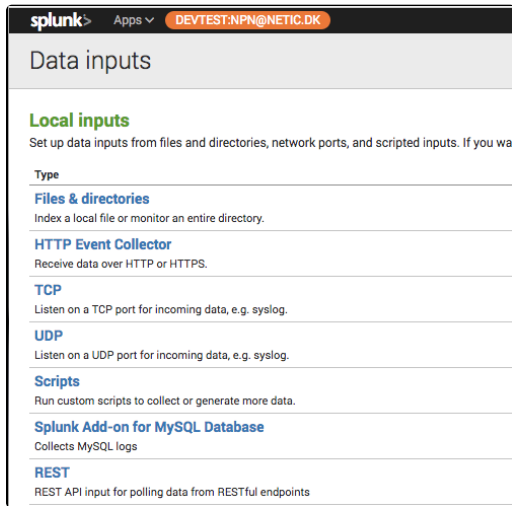 splunk> Apps DEVTEST:NPN@NETIC.DK
Data inputs
Local inputs
Set up data inputs from files and directories, network ports, and scripted inputs. If you wa
Type
Files & directories
Index a local file or monitor an entire directory.
HTTP Event Collector
Receive data over HTTP or HTTPS.
TCP
Listen on a TCP port for incoming data, e.g. syslog.
UDP
Listen on a UDP port for incoming data, e.g. syslog.
Scripts
Run custom scripts to collect or generate more data.
Splunk Add-on for MySQL Database
Collects MySQL logs
REST
REST API input for polling data from RESTful endpoints